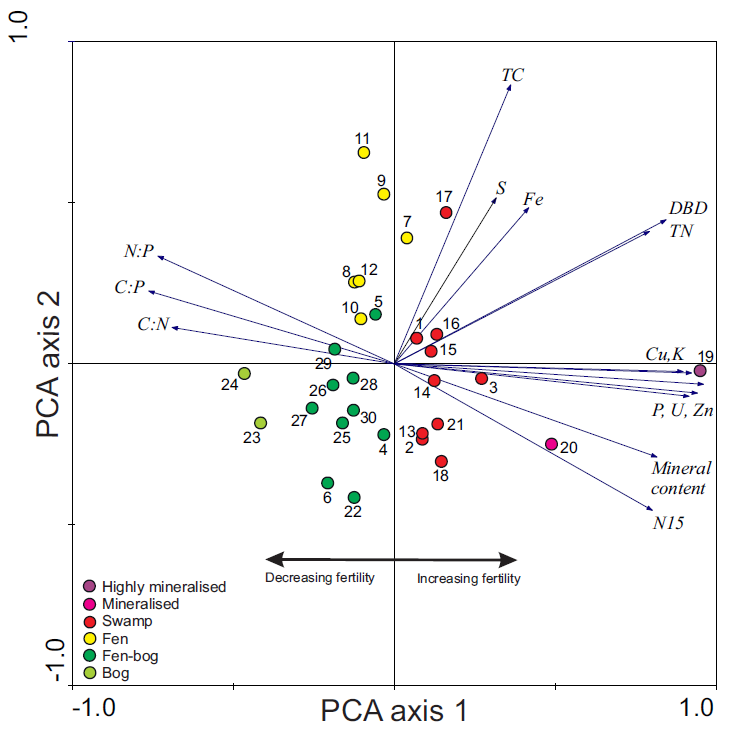 1.0
TC
11
9
S
Fe
17
7
DBD
TN
N:P
8
12
C:P
5
10
C:N
1
16
15
Cu,K
19
29
24
26
28
14
3
P, U, Zn
27
30
23
25
4
13
2
21
18
20
Mineral
content
N15
6
22
PCA axis 2
Decreasing fertility
Increasing fertility
Highly mineralised
Mineralised
Swamp
Fen
Fen-bog
Bog
-1.0
-1.0
PCA axis 1
1.0